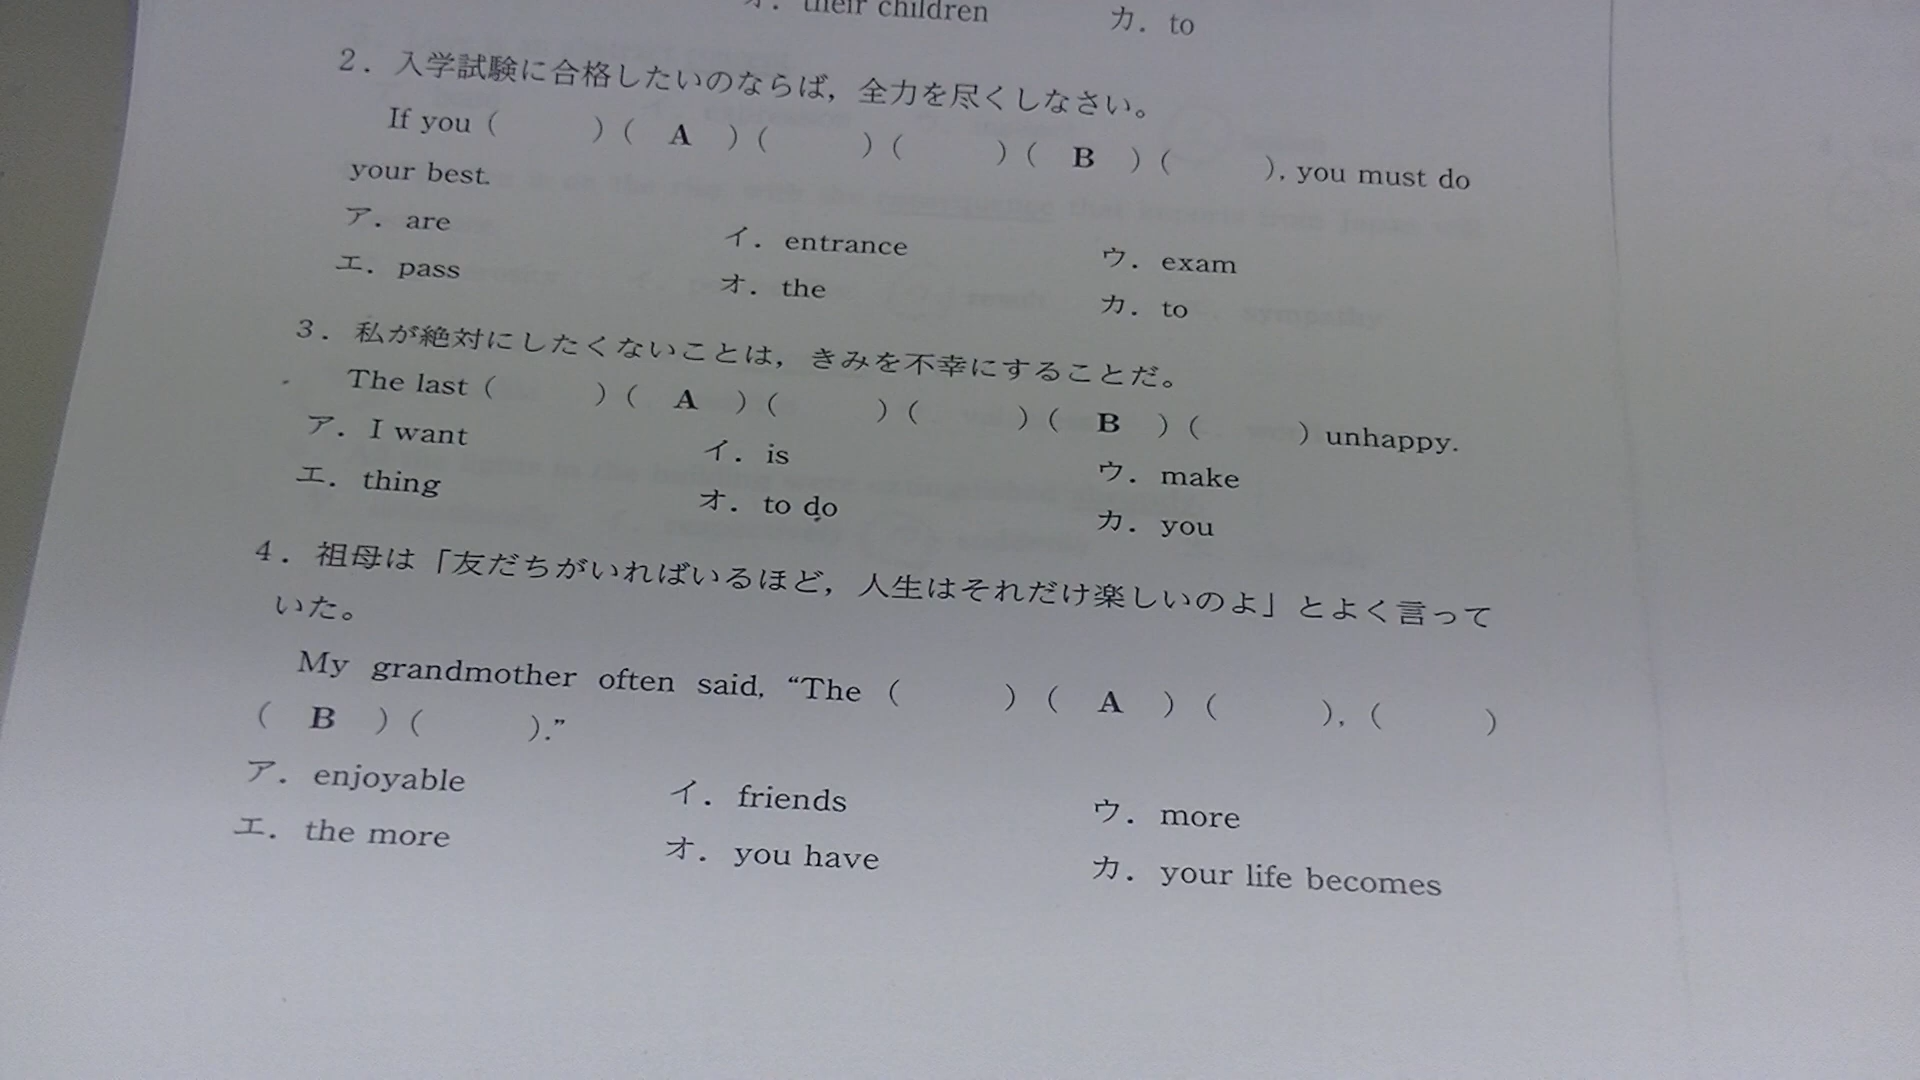 オ．their children　カ．to
２．入学試験に合格したいのならば，全力を尽くしなさい。
If you (　　)(　A　)(　　)(　　)(　B　)(　　), you must do
your best.
ア．are　イ．entrance　ウ．exam
エ．pass　オ．the　カ．to
３．私が絶対にしたくないことは，きみを不幸にすることだ。
The last (　　)(　A　)(　　)(　　)(　B　)(　　) unhappy.
ア．I want　イ．is　ウ．make
エ．thing　オ．to do　カ．you
４．祖母は「友だちがいればいるほど，人生はそれだけ楽しいのよ」とよく言って
いた。
My grandmother often said, “The (　　)(　A　)(　　), (　　)
(　B　)(　　).”
ア．enjoyable　イ．friends　ウ．more
エ．the more　オ．you have　カ．your life becomes